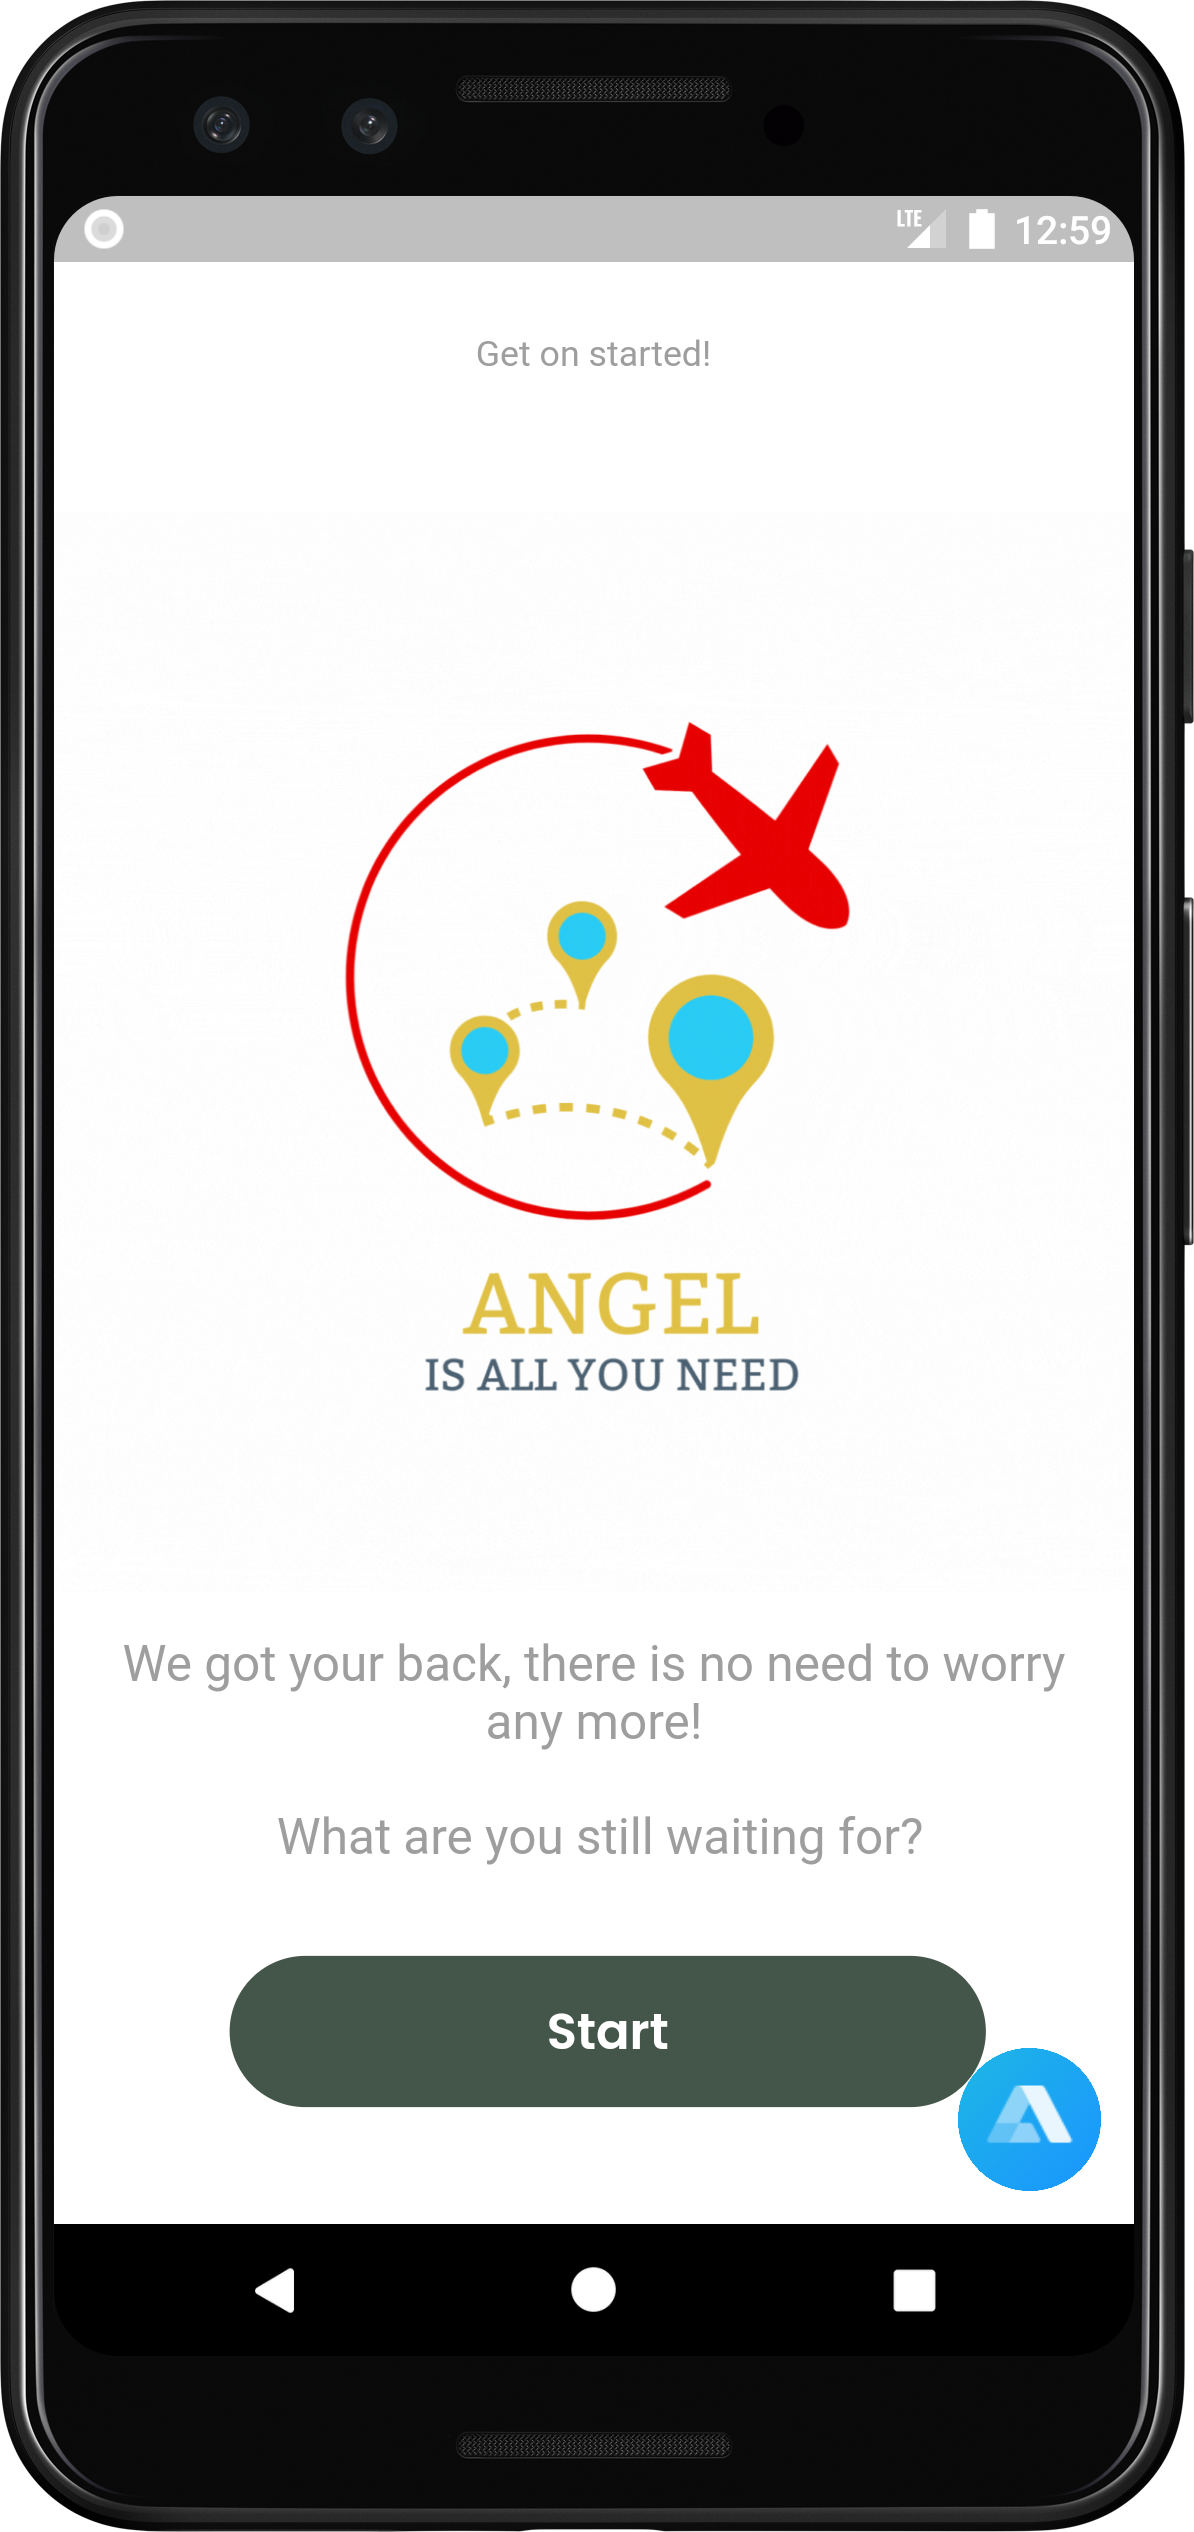 LTE 12:59
Get on started!
ANGEL
IS ALL YOU NEED
We got your back, there is no need to worry
any more!
What are you still waiting for?
Start